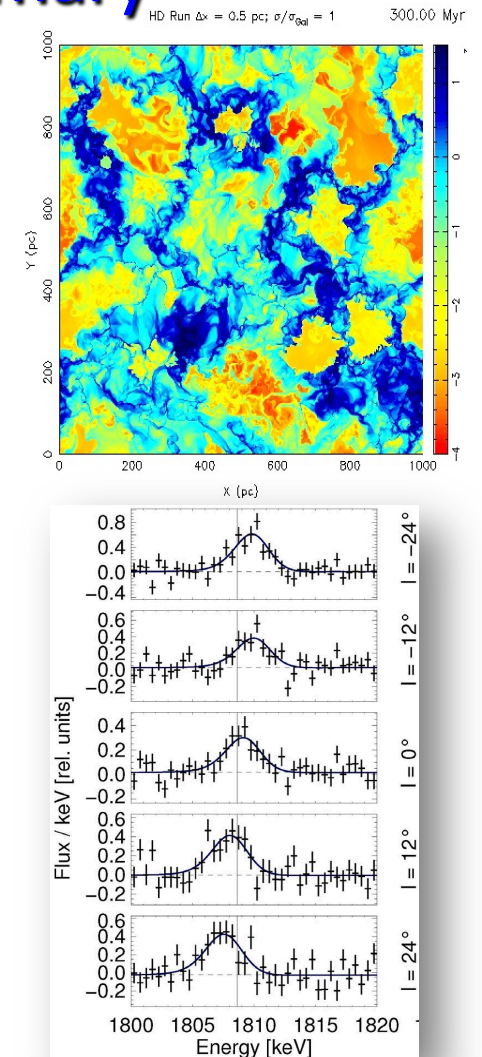 HD Run Δx = 0.5 pc; σ/σGal = 1
300.00 Myr
1000
800
600
400
200
0
Y (pc)
0 200 400 600 800 1000
X (pc)
1
0
−1
−2
−3
−4
Flux / keV [rel. units]
0.8
0.4
0.0
−0.4
l = −24°
0.6
0.4
0.2
0.0
−0.2
l = −12°
0.4
0.2
0.0
−0.2
l = 0°
0.6
0.4
0.2
0.0
−0.2
l = 12°
0.6
0.4
0.2
0.0
−0.2
l = 24°
1800 1805 1810 1815 1820
Energy [keV]